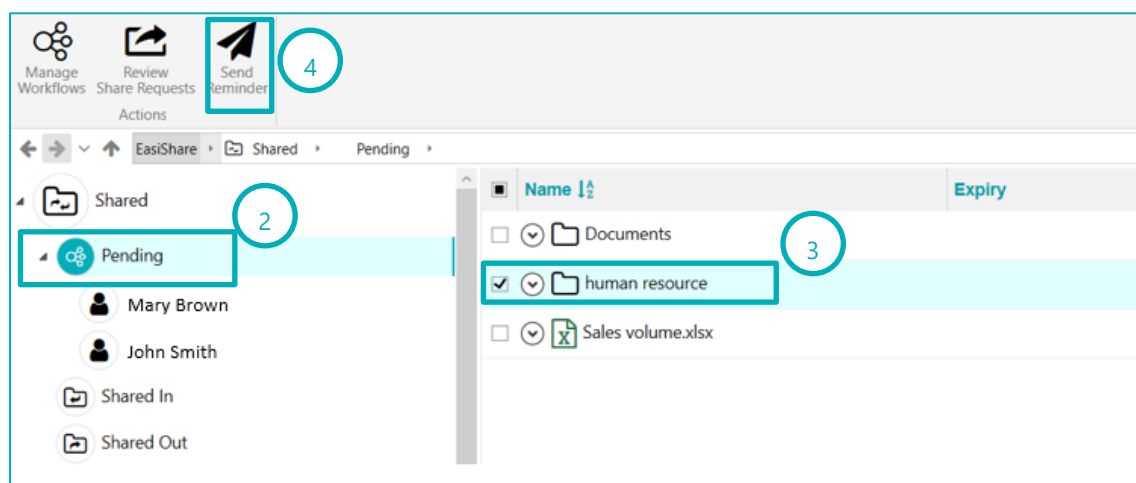 4
Manage Workflows
Review Share Requests
Send Reminder
Actions
EasiShare Shared Pending
Shared
Name
Expiry
2
Documents
Pending
3
human resource
Mary Brown
Sales volume.xlsx
John Smith
Shared In
Shared Out